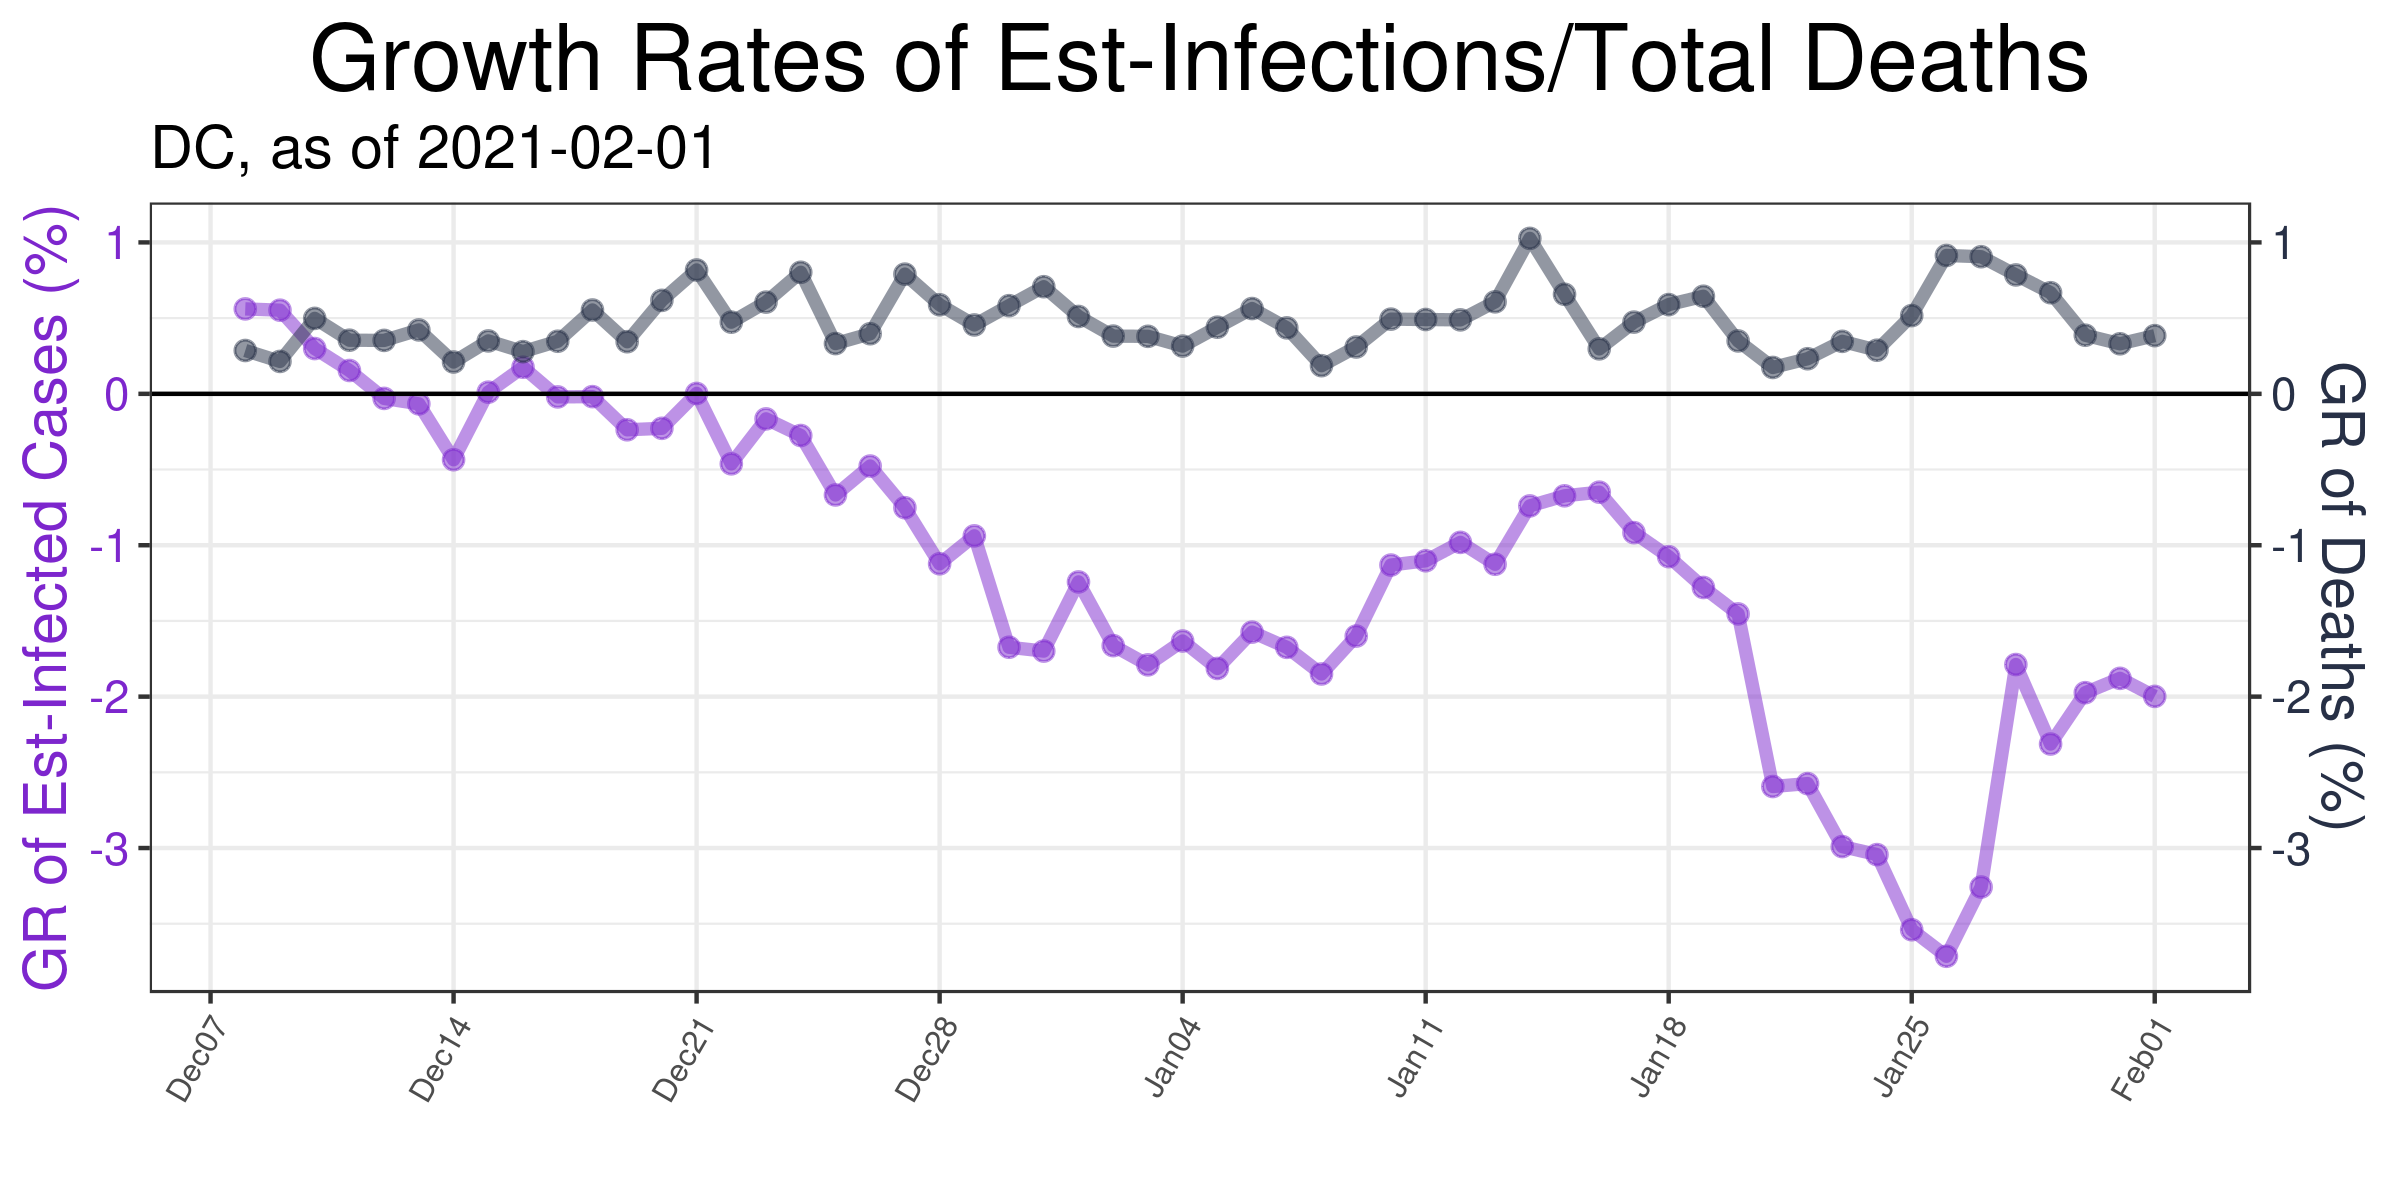 Growth Rates of Est-Infections/Total Deaths
DC, as of 2021-02-01
GR of Est-Infected Cases (%)
1
0
-1
-2
-3
1
0
-1
-2
-3
GR of Deaths (%)
Dec07
Dec14
Dec21
Dec28
Jan04
Jan11
Jan18
Jan25
Feb01